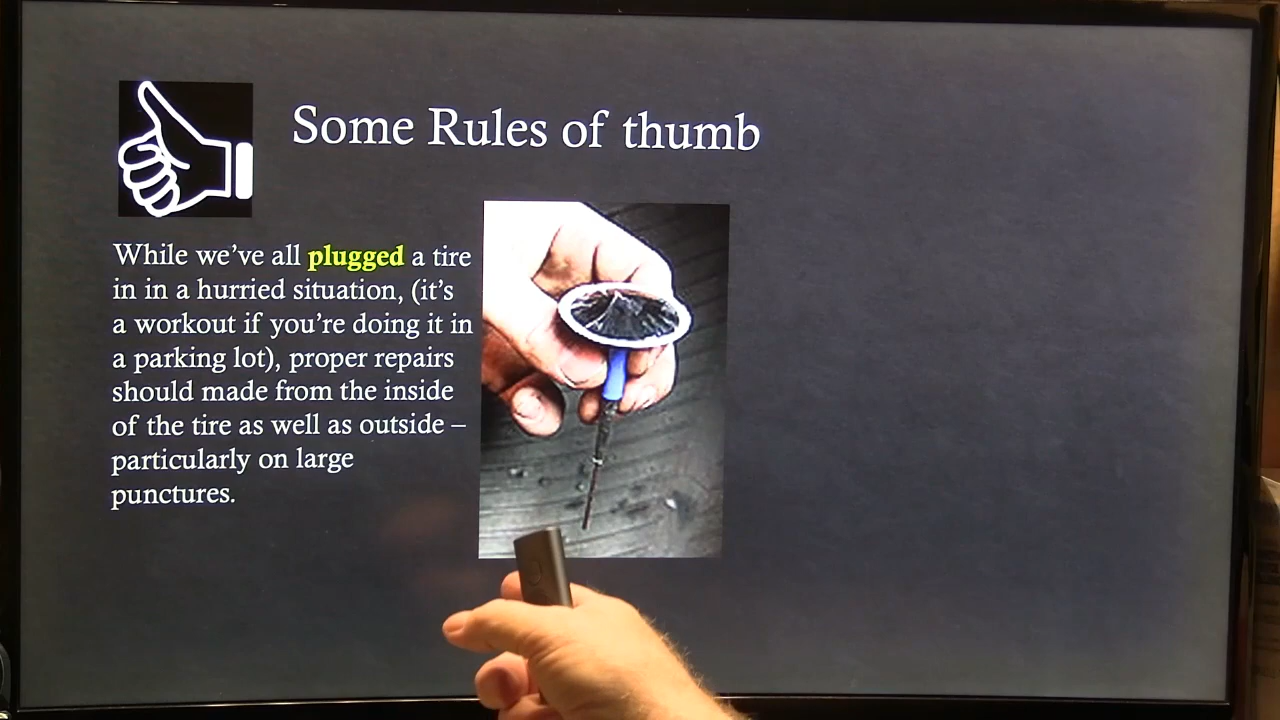 Some Rules of thumb
While we've all plugged a tire
in in a hurried situation, (it's
a workout if you're doing it in
a parking lot), proper repairs
should made from the inside
of the tire as well as outside –
particularly on large
punctures.